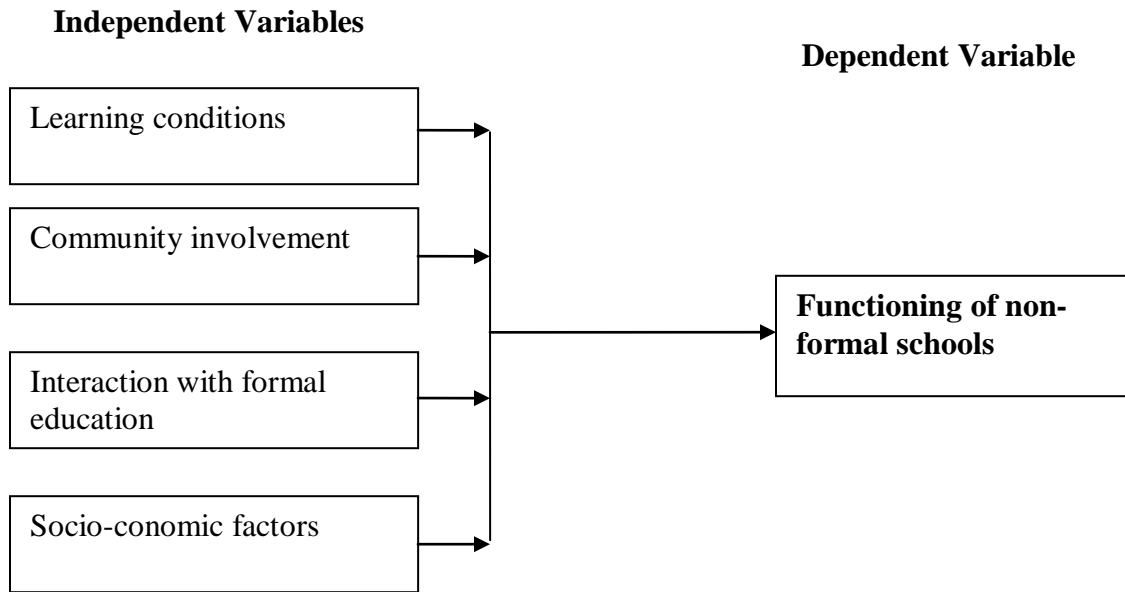 Independent Variables
Dependent Variable
Learning conditions
Community involvement
Interaction with formal
education
Socio-conomic factors
Functioning of non-
formal schools